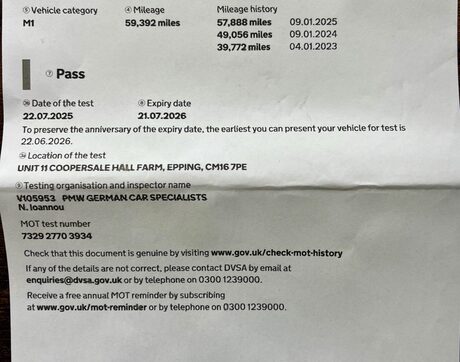 ⑤ Vehicle category
M1
④ Mileage
59,392 miles
Mileage history
57,888 miles 09.01.2025
49,056 miles 09.01.2024
39,772 miles 04.01.2023
⑦ Pass
Date of the test
22.07.2025
⑧ Expiry date
21.07.2026
To preserve the anniversary of the expiry date, the earliest you can present your vehicle for test is
22.06.2026.
Location of the test
UNIT 11 COOPERSALE HALL FARM, EPPING, CM16 7PE
⑨ Testing organisation and inspector name
V105953 PMW GERMAN CAR SPECIALISTS
N. Ioannou
MOT test number
7329 2770 3934
Check that this document is genuine by visiting www.gov.uk/check-mot-history
If any of the details are not correct, please contact DVSA by email at
enquiries@dvsa.gov.uk or by telephone on 0300 1239000.
Receive a free annual MOT reminder by subscribing
at www.gov.uk/mot-reminder or by telephone on 0300 1239000.